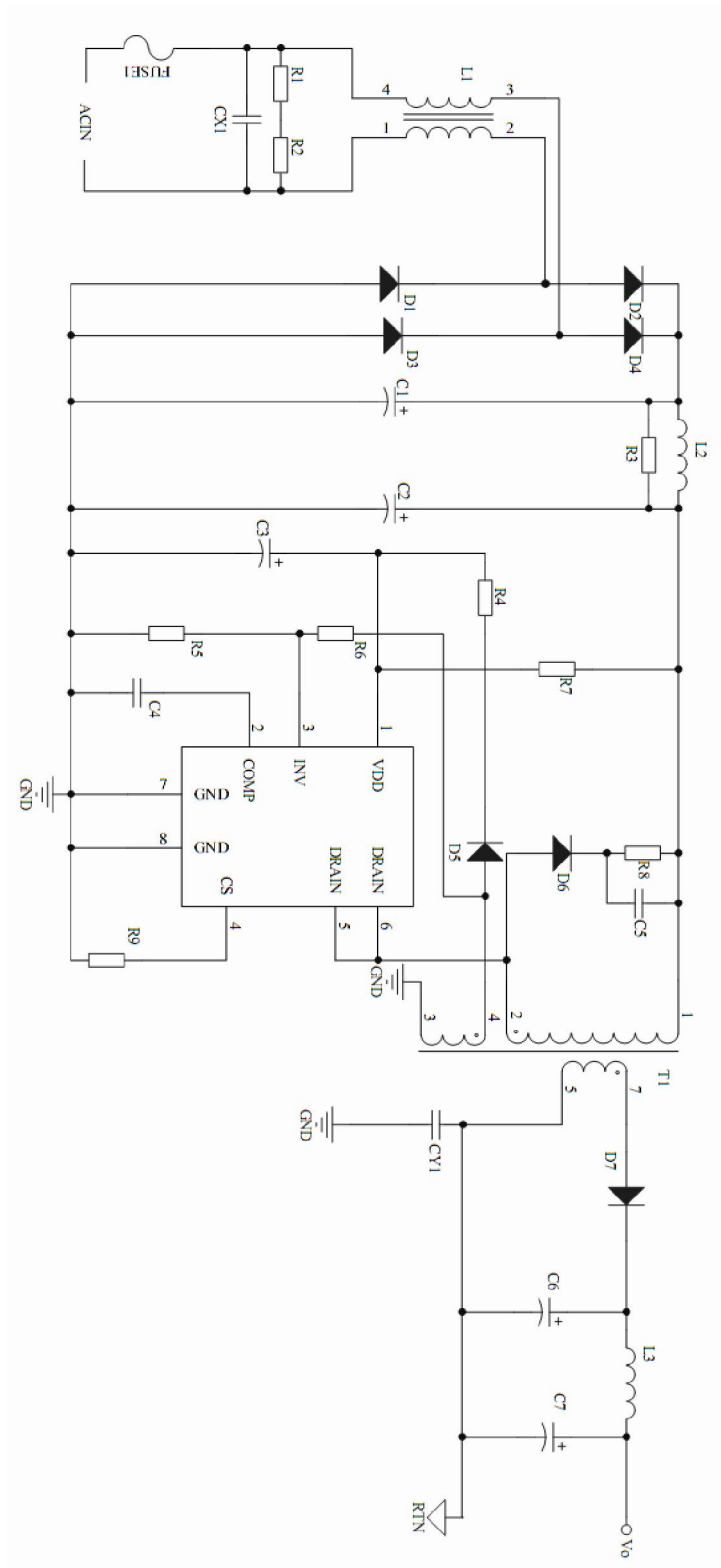 FUSE1
ACIN
CX1
R1
R2
L1
4
3
1
2
D1
D2
D3
D4
C1
L2
R3
C2
C3
R4
R5
R6
R7
C4
2
3
1
COMP
INV
VDD
GND
7
GND
8
GND
CS
DRAIN
DRAIN
4
5
6
R9
D5
D6
R8
C5
GND
3
4
2
1
T1
5
7
GND
CY1
D7
C6
L3
C7
RTN
Vo